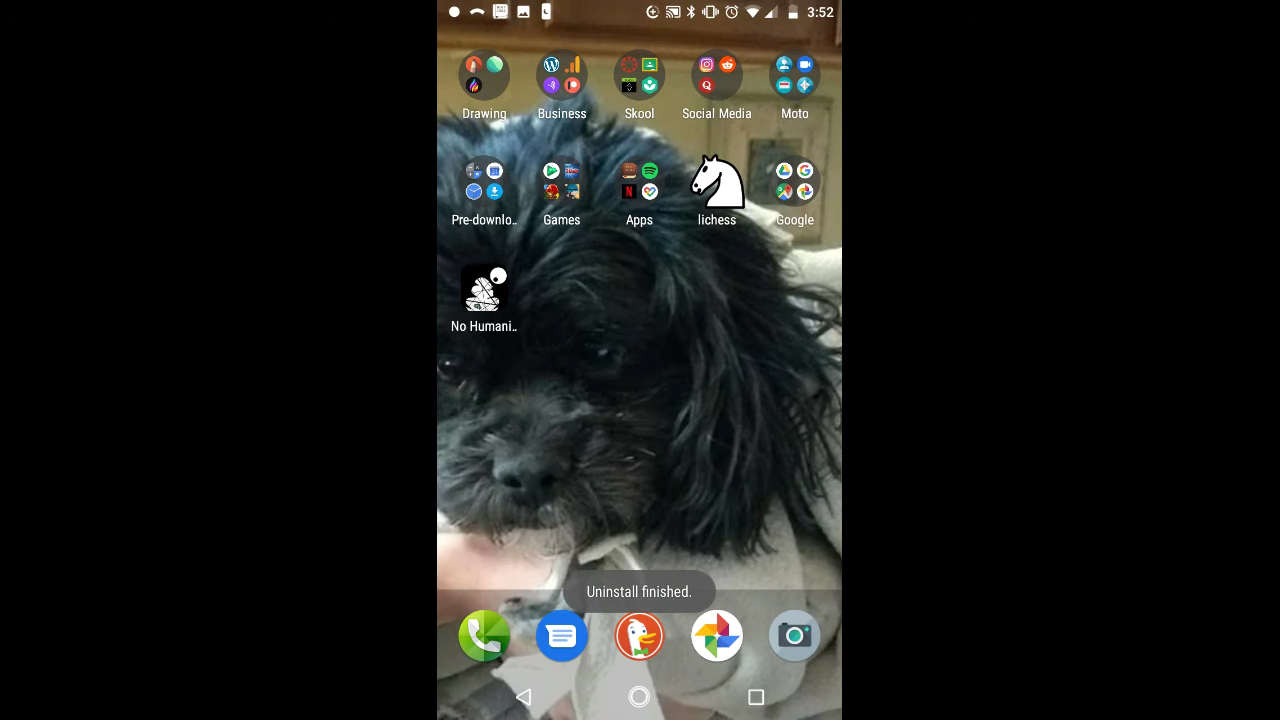 3:52
Drawing
Business
Skool
Social Media
Moto
Pre-downlo..
Games
Apps
lichess
Google
No Humani..
Uninstall finished.